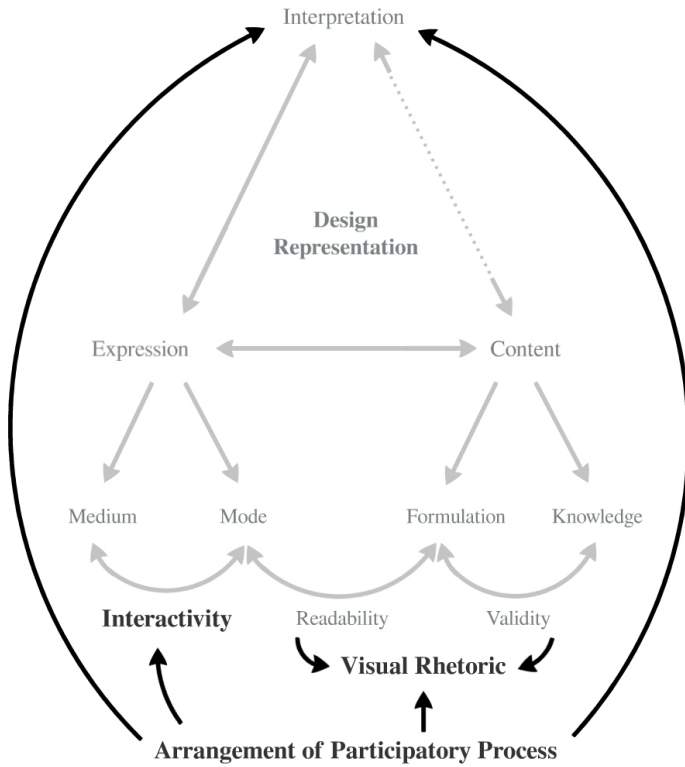 Interpretation
Design
Representation
Expression
Content
Medium
Mode
Formulation
Knowledge
Interactivity
Readability
Validity
Visual Rhetoric
Arrangement of Participatory Process